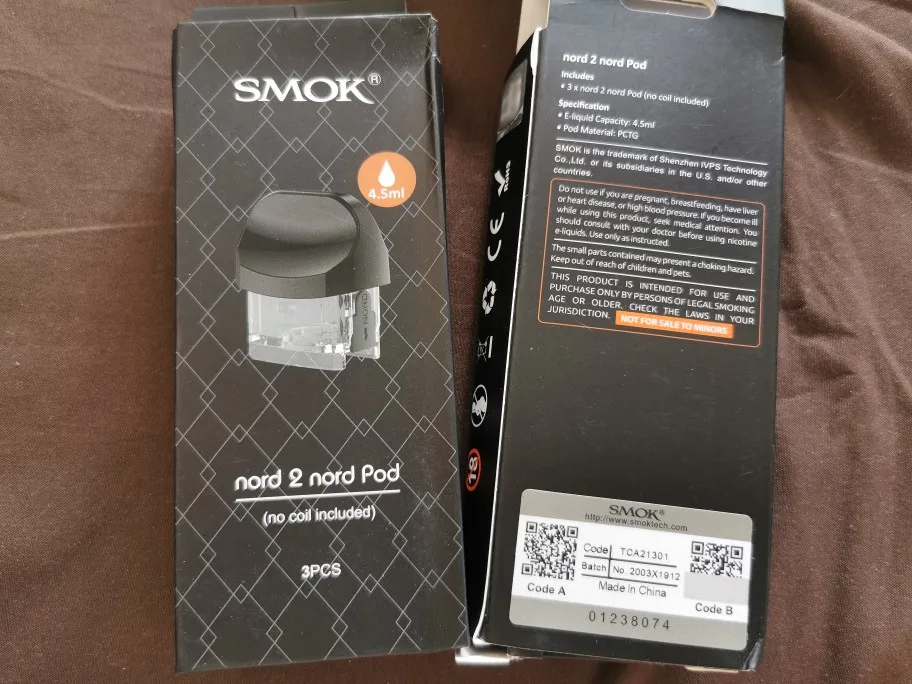 SMOK®
4.5ml
nord 2 nord Pod
(no coil included)
3PCS
nord 2 nord Pod
Includes
• 3 x nord 2 nord Pod (no coil included)
Specification
• E-liquid Capacity: 4.5ml
• Pod Material: PCTG
SMOK is the trademark of Shenzhen IVPS Technology
Co.,Ltd. or its subsidiaries in the U.S. and/or other
countries.
Do not use if you are pregnant, breastfeeding, have liver
or heart disease, or high blood pressure. If you become ill
while using this product, seek medical attention. You
should consult with your doctor before using nicotine
e-liquids. Use only as instructed.
The small parts contained may present a choking hazard.
Keep out of reach of children and pets.
THIS PRODUCT IS INTENDED FOR USE AND
PURCHASE ONLY BY PERSONS OF LEGAL SMOKING
AGE OR OLDER. CHECK THE LAWS IN YOUR
JURISDICTION. NOT FOR SALE TO MINORS
RoHS
CE
18
SMOK®
http://www.smoktech.com
Code TCA21301
Batch No. 2003X1912
Made in China
Code A
Code B
01238074